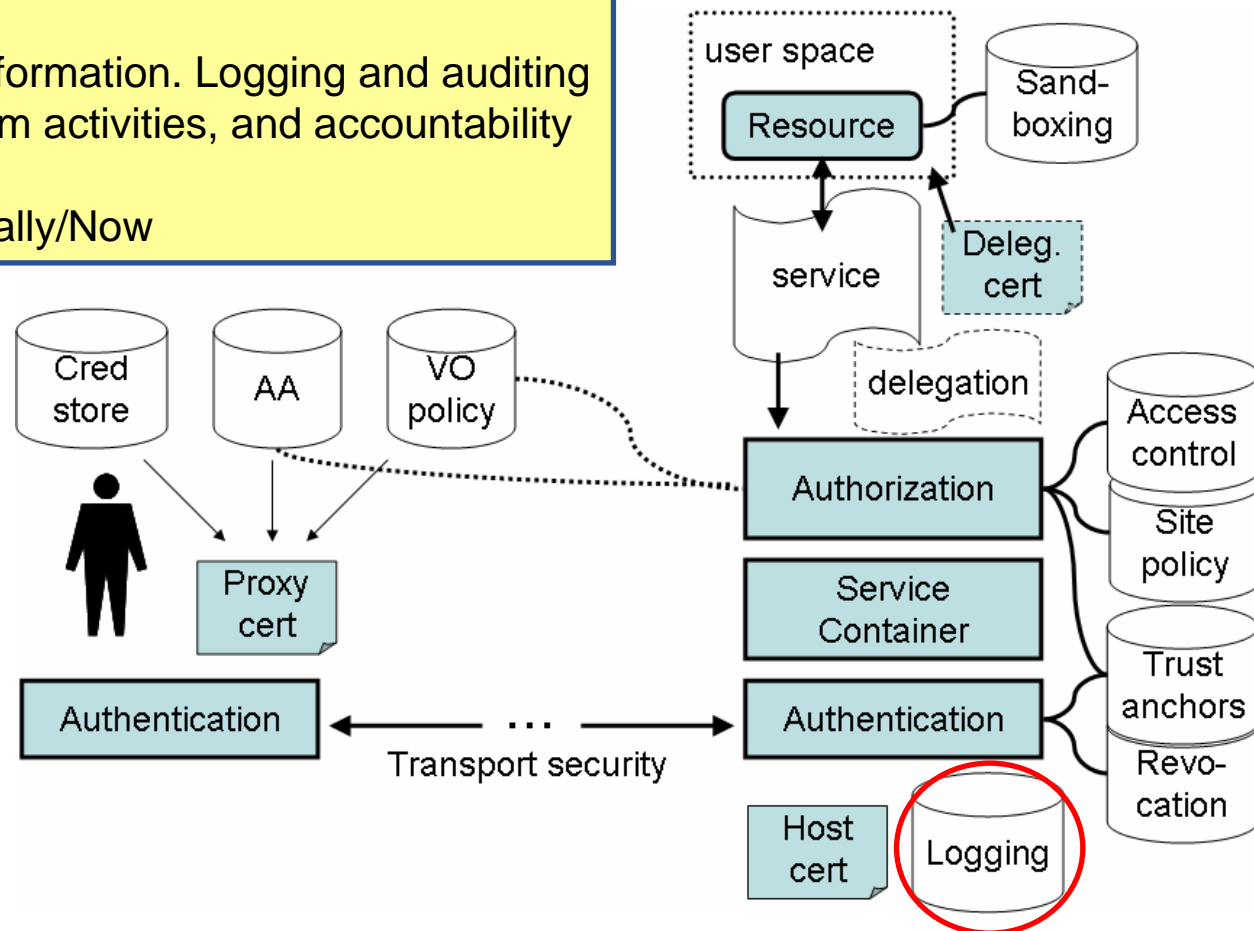 formation. Logging and auditing
m activities, and accountability
ally/Now
user space
Resource
Sand-
boxing
service
Deleg.
cert
delegation
Cred
store
AA
VO
policy
Proxy
cert
Authorization
Access
control
Site
policy
Service
Container
Trust
anchors
Authentication
...
Transport security
Authentication
Revo-
cation
Host
cert
Logging